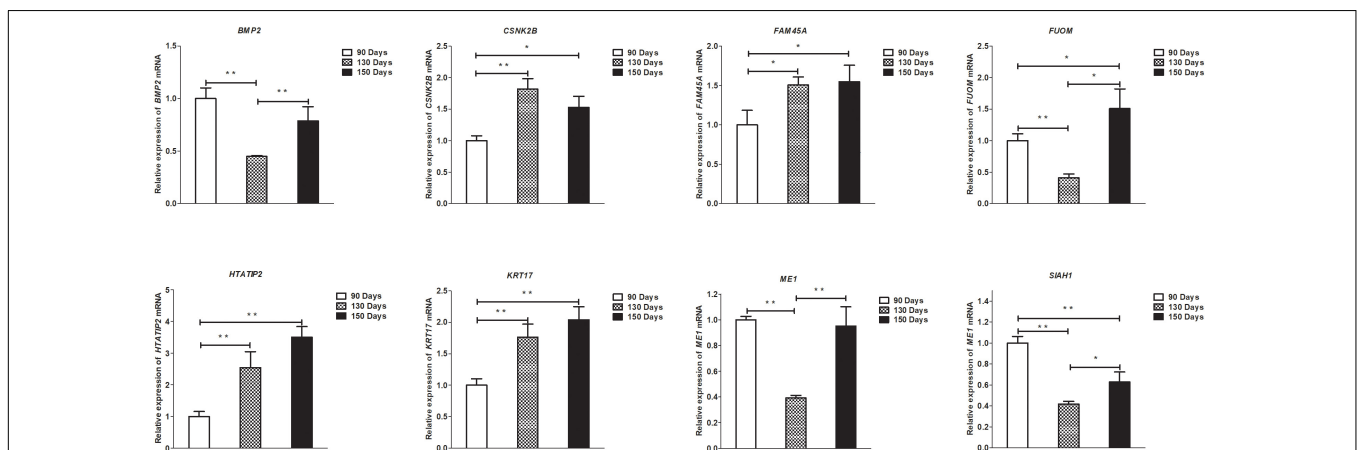 BMP2
Relative expression of BMP2 mRNA
1.5
1.0
0.5
0.0
* *
* *
90 Days
130 Days
150 Days
CSNK2B
Relative expression of CSNK2B mRNA
2.5
2.0
1.5
1.0
0.5
0.0
*
* *
90 Days
130 Days
150 Days
FAM45A
Relative expression of FAM45A mRNA
2.0
1.5
1.0
0.5
0.0
*
*
90 Days
130 Days
150 Days
FUOM
Relative expression of FUOM mRNA
2.5
2.0
1.5
1.0
0.5
0.0
*
*
* *
90 Days
130 Days
150 Days
HTATIP2
Relative expression of HTATIP2 mRNA
5
4
3
2
1
0
* *
* *
90 Days
130 Days
150 Days
KRT17
Relative expression of KRT17 mRNA
2.5
2.0
1.5
1.0
0.5
0.0
* *
* *
90 Days
130 Days
150 Days
ME1
Relative expression of ME1 mRNA
1.2
1.0
0.8
0.6
0.4
0.2
0.0
* *
* *
90 Days
130 Days
150 Days
SIAH1
Relative expression of ME1 mRNA
1.4
1.2
1.0
0.8
0.6
0.4
0.2
0.0
* *
* *
*
90 Days
130 Days
150 Days